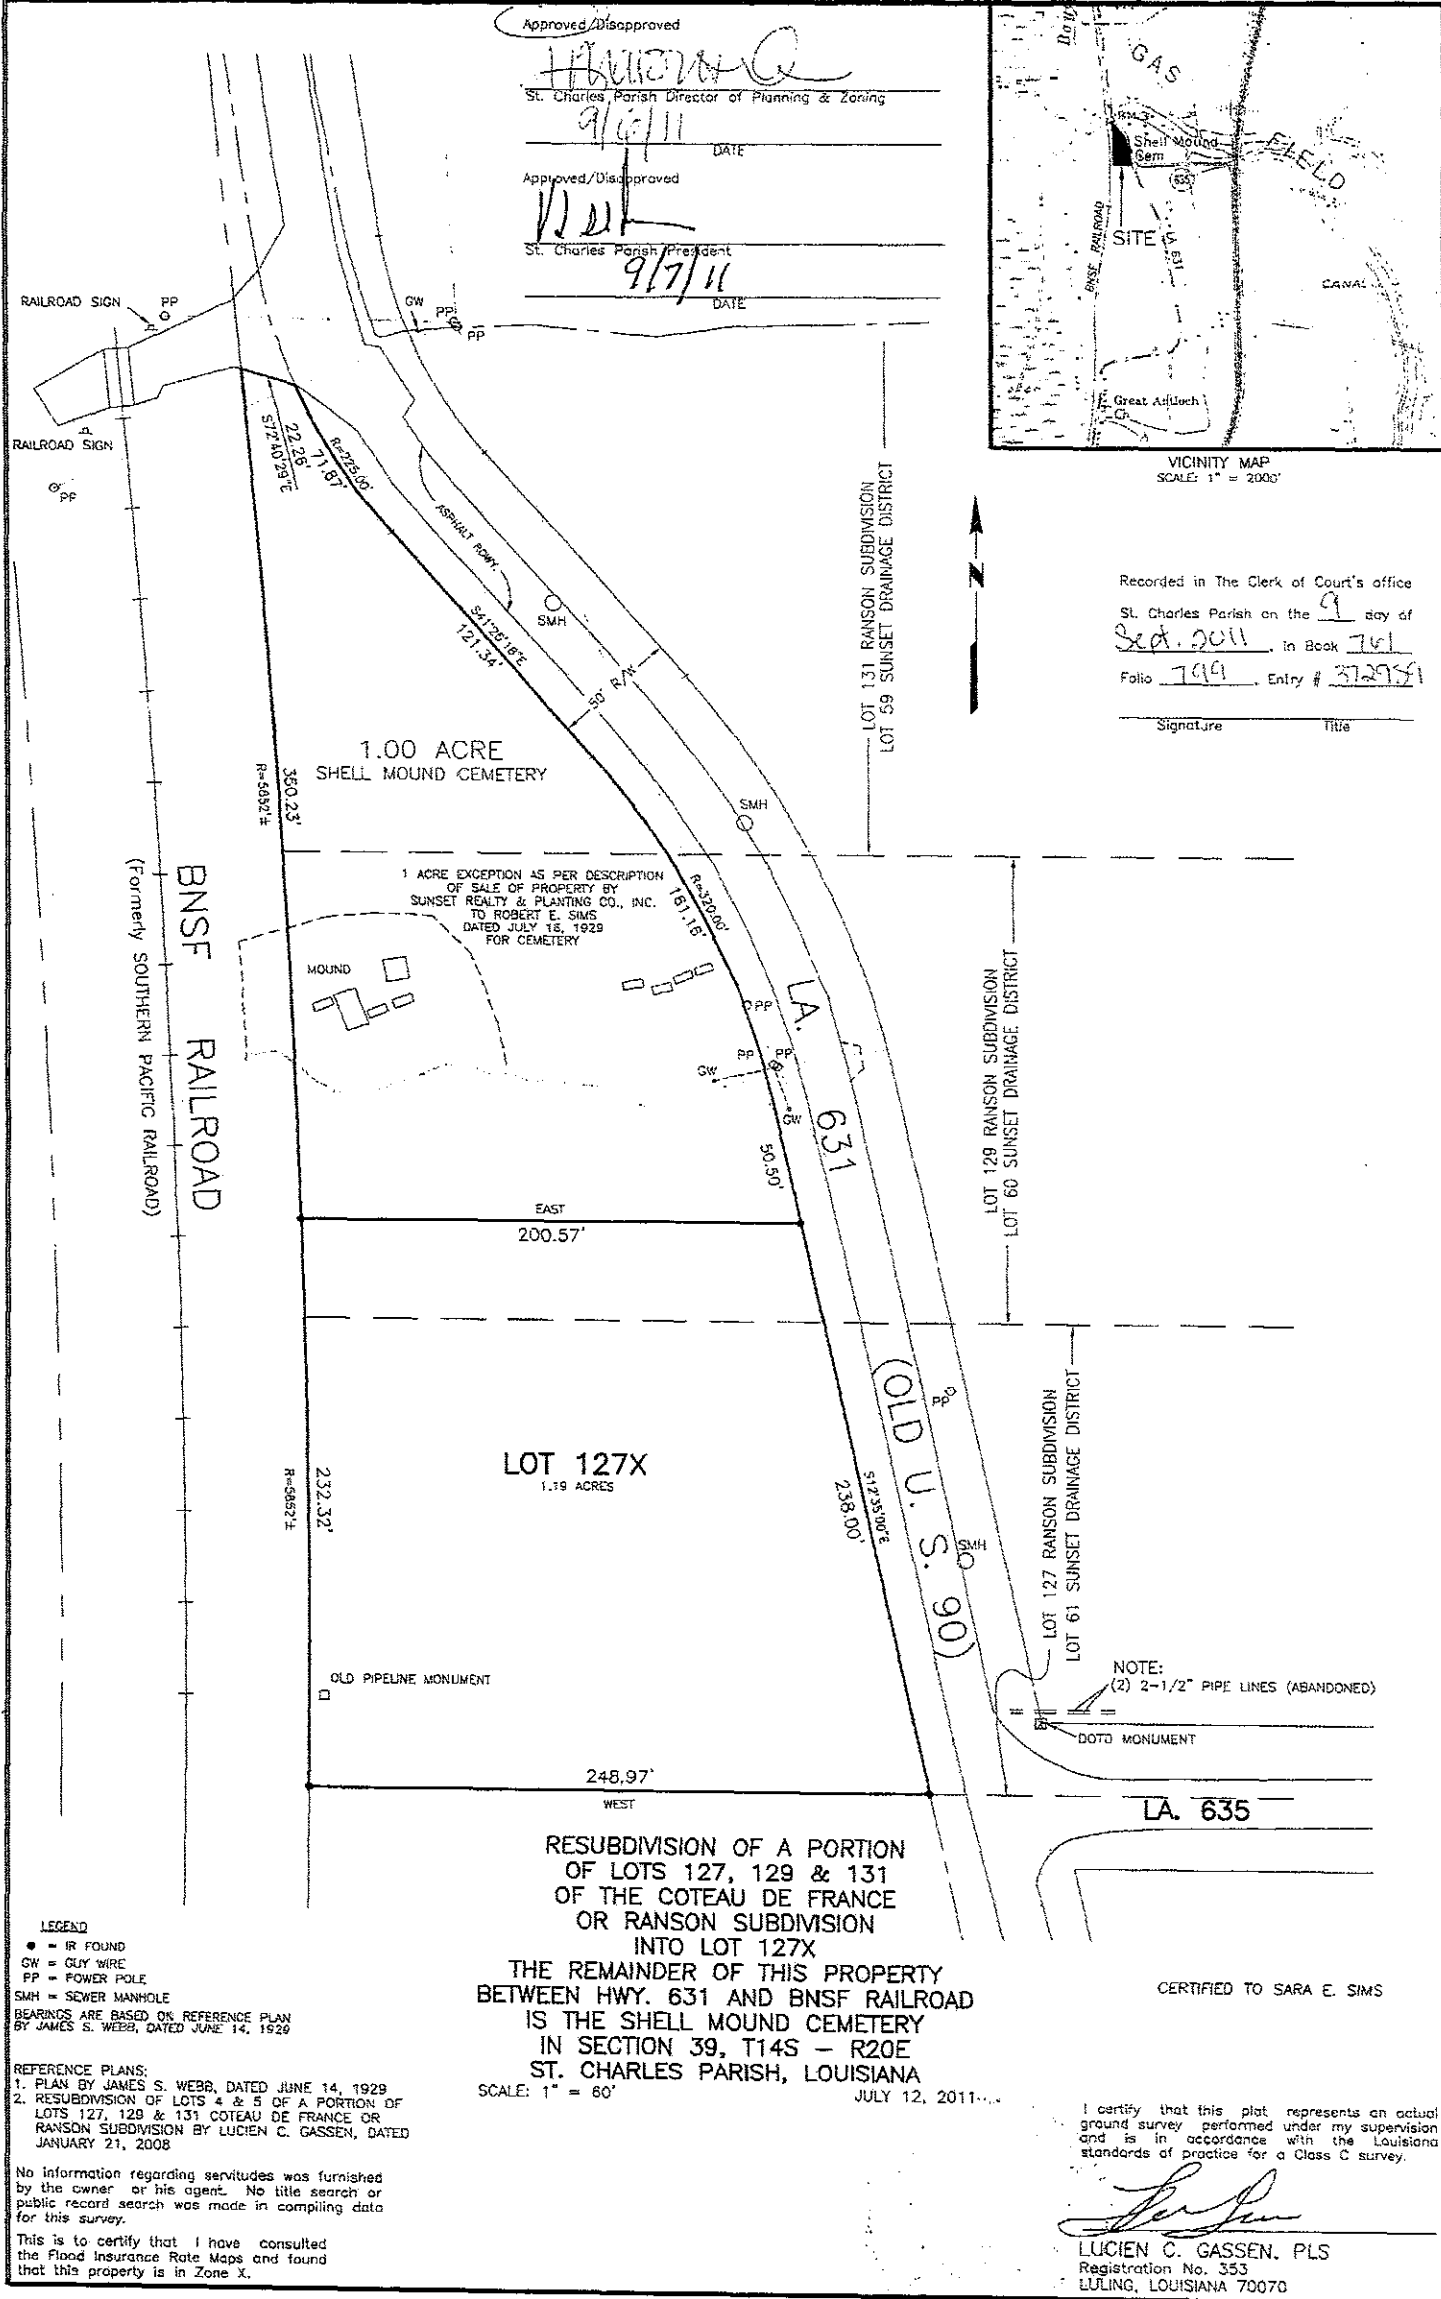 Approved/Disapproved
St. Charles Parish Director of Planning & Zoning
9/6/11
DATE
Approved/Disapproved
St. Charles Parish President
9/7/11
DATE
GAS
FIELD
Shell Mound
Cem
635
SITE
LA 631
BNSF RAILROAD
CANAL
Great Antioch
Ch.
VICINITY MAP
SCALE: 1" = 2000'
Recorded in The Clerk of Court's office
St. Charles Parish on the 9 day of
Sept. 2011, in Book 761
Folio 799, Entry #
Signature Title
RAILROAD SIGN
PP
GW
PP
PP
RAILROAD SIGN
PP
22.26'
S72°40'29"E
R=225.00'
71.87'
ASPHALT RDWY.
SMH
S41°26'18"E
121.34'
50' R/W
N
LOT 131 RANSON SUBDIVISION
LOT 59 SUNSET DRAINAGE DISTRICT
1.00 ACRE
SHELL MOUND CEMETERY
350.23'
R=5852'±
SMH
1 ACRE EXCEPTION AS PER DESCRIPTION
OF SALE OF PROPERTY BY
SUNSET REALTY & PLANTING CO., INC.
TO ROBERT E. SIMS
DATED JULY 16, 1929
FOR CEMETERY
R=320.00'
161.16'
MOUND
BNSF RAILROAD
(Formerly SOUTHERN PACIFIC RAILROAD)
PP
PP
PP
GW
GW
LA. 631
(OLD U. S. 90)
50.50'
LOT 129 RANSON SUBDIVISION
LOT 60 SUNSET DRAINAGE DISTRICT
EAST
200.57'
PP
LOT 127X
1.19 ACRES
232.32'
R=5852'±
S12°35'00"E
238.00'
SMH
LOT 127 RANSON SUBDIVISION
LOT 61 SUNSET DRAINAGE DISTRICT
OLD PIPELINE MONUMENT
NOTE:
(2) 2-1/2" PIPE LINES (ABANDONED)
DOTD MONUMENT
248.97'
WEST
LA. 635
RESUBDIVISION OF A PORTION
OF LOTS 127, 129 & 131
OF THE COTEAU DE FRANCE
OR RANSON SUBDIVISION
INTO LOT 127X
THE REMAINDER OF THIS PROPERTY
BETWEEN HWY. 631 AND BNSF RAILROAD
IS THE SHELL MOUND CEMETERY
IN SECTION 39, T14S - R20E
ST. CHARLES PARISH, LOUISIANA
SCALE: 1" = 60' JULY 12, 2011
LEGEND
● = IR FOUND
GW = GUY WIRE
PP = POWER POLE
SMH = SEWER MANHOLE
BEARINGS ARE BASED ON REFERENCE PLAN
BY JAMES S. WEBB, DATED JUNE 14, 1929
REFERENCE PLANS:
1. PLAN BY JAMES S. WEBB, DATED JUNE 14, 1929
2. RESUBDIVISION OF LOTS 4 & 5 OF A PORTION OF
LOTS 127, 129 & 131 COTEAU DE FRANCE OR
RANSON SUBDIVISION BY LUCIEN C. GASSEN, DATED
JANUARY 21, 2008
No information regarding servitudes was furnished
by the owner or his agent. No title search or
public record search was made in compiling data
for this survey.
This is to certify that I have consulted
the Flood Insurance Rate Maps and found
that this property is in Zone X.
CERTIFIED TO SARA E. SIMS
I certify that this plat represents an actual
ground survey performed under my supervision
and is in accordance with the Louisiana
standards of practice for a Class C survey.
LUCIEN C. GASSEN, PLS
Registration No. 353
LULING, LOUISIANA 70070